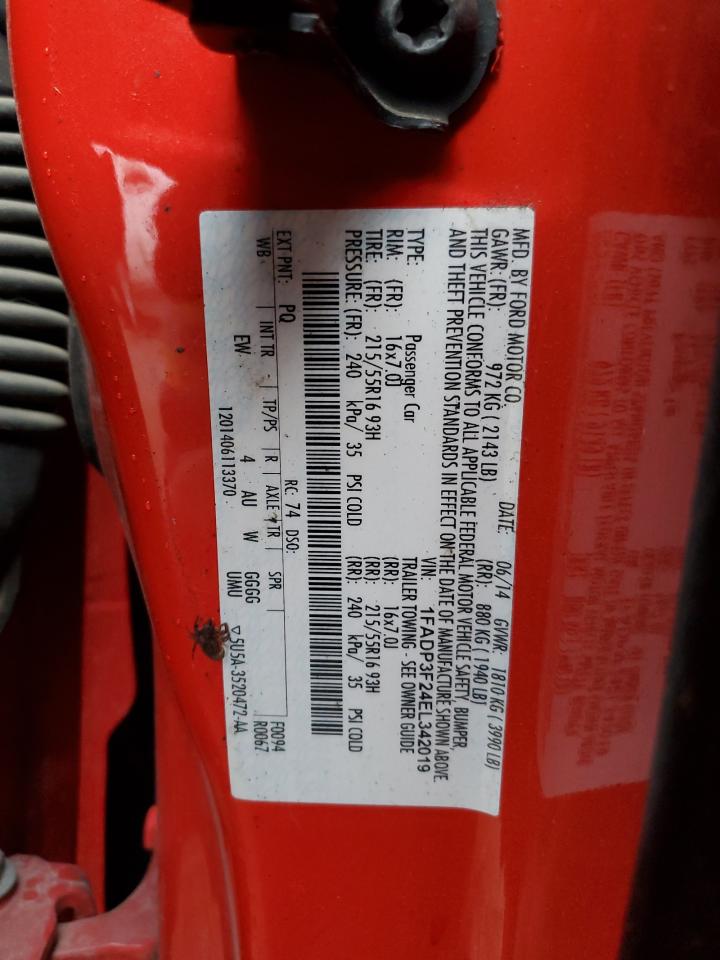 MFD. BY FORD MOTOR CO.
DATE: 06/14 GVWR: 1810 KG ( 3990 LB)
GAWR: (FR): 972 KG ( 2143 LB) (RR): 880 KG ( 1940 LB)
THIS VEHICLE CONFORMS TO ALL APPLICABLE FEDERAL MOTOR VEHICLE SAFETY, BUMPER,
AND THEFT PREVENTION STANDARDS IN EFFECT ON THE DATE OF MANUFACTURE SHOWN ABOVE
VIN: 1FADP3F24EL342019
TYPE: Passenger Car TRAILER TOWING - SEE OWNER GUIDE
RIM: (FR): 16x7.0J (RR): 16x7.0J
TIRE: (FR): 215/55R16 93H (RR): 215/55R16 93H
PRESSURE: (FR): 240 kPa/ 35 PSI COLD (RR): 240 kPa/ 35 PSI COLD
EXT PNT: PQ RC: 74 DSO: F0094
WB INT TR - TP/PS R AXLE TR SPR R0067
EW 4 AU W GGGG
UMU
1201406113370 ▽5U5A-3520472-AA